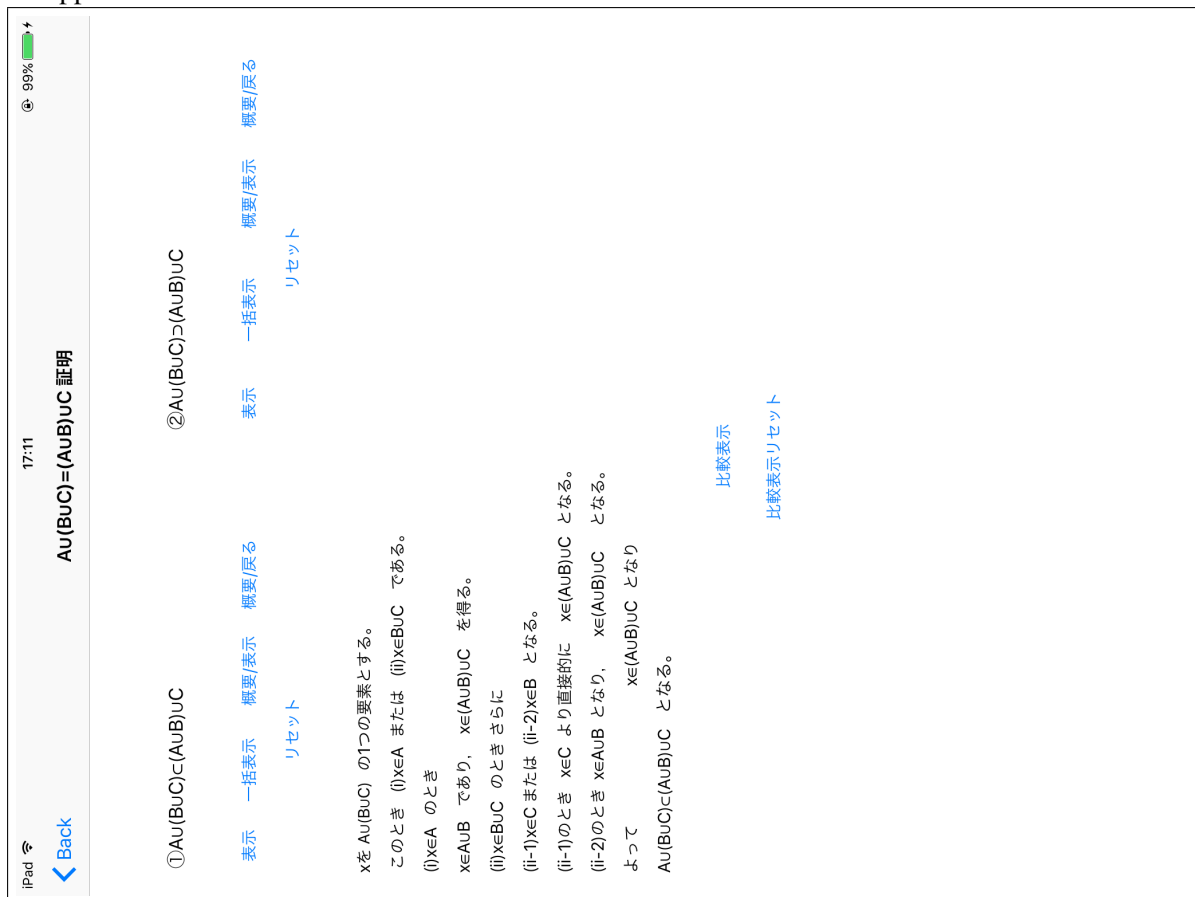 iPad 17:11 99%
Back A∪(B∪C)=(A∪B)∪C 証明
①A∪(B∪C)⊂(A∪B)∪C ②A∪(B∪C)⊃(A∪B)∪C
表示 一括表示 概要/表示 概要/戻る 表示 一括表示 概要/表示 概要/戻る
リセット リセット
xを A∪(B∪C) の1つの要素とする。
このとき (i)x∈A または (ii)x∈B∪C である。
(i)x∈A のとき
x∈A∪B であり， x∈(A∪B)∪C を得る。
(ii)x∈B∪C のとき さらに
(ii-1)x∈C または (ii-2)x∈B となる。
(ii-1)のとき x∈C より直接的に x∈(A∪B)∪C となる。
(ii-2)のとき x∈A∪B となり， x∈(A∪B)∪C となる。
よって x∈(A∪B)∪C となり
A∪(B∪C)⊂(A∪B)∪C となる。
比較表示
比較表示リセット